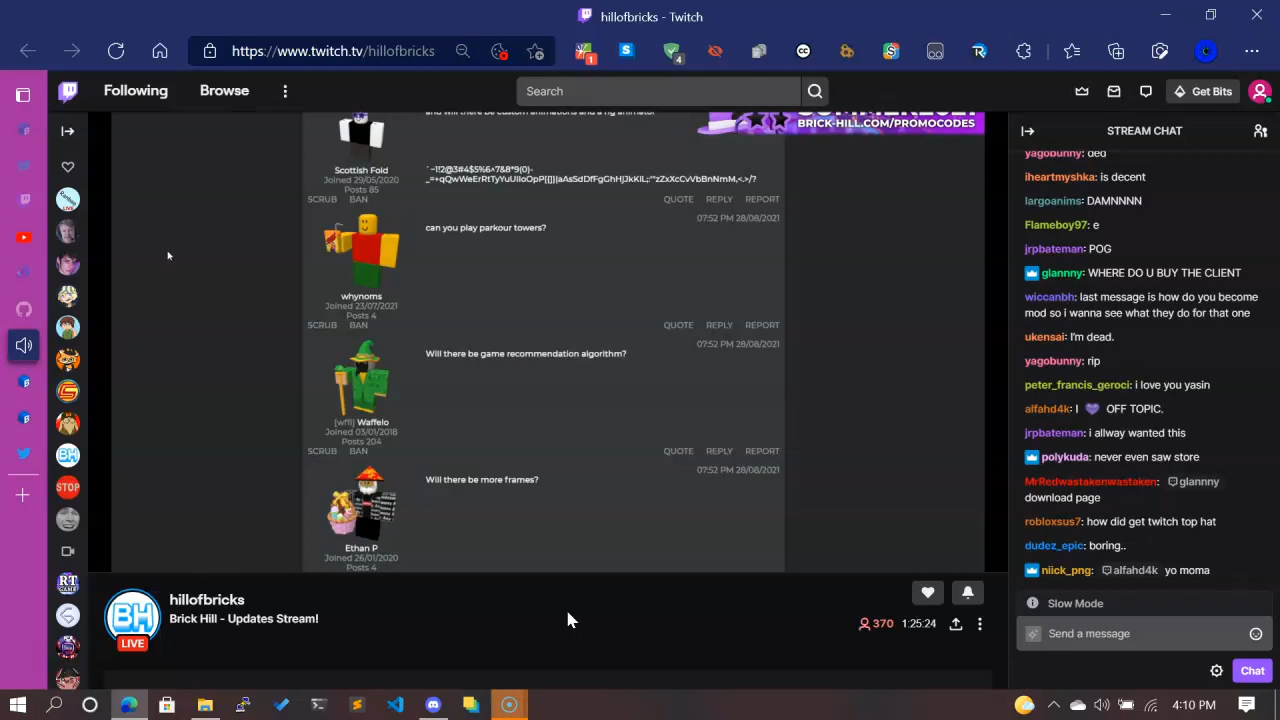 hillofbricks - Twitch
https://www.twitch.tv/hillofbricks
1
4
Following
Browse
Search
Get Bits
BRICK-HILL.COM/PROMOCODES
Scottish Fold
Joined 29/05/2020
Posts 85
SCRUB BAN
QUOTE REPLY REPORT
07:52 PM 28/08/2021
can you play parkour towers?
whynoms
Joined 23/07/2021
Posts 4
SCRUB BAN
QUOTE REPLY REPORT
07:52 PM 28/08/2021
Will there be game recommendation algorithm?
[wffl] Waffelo
Joined 03/01/2018
Posts 204
SCRUB BAN
QUOTE REPLY REPORT
07:52 PM 28/08/2021
Will there be more frames?
Ethan P
Joined 26/01/2020
Posts 4
BH
LIVE
hillofbricks
Brick Hill - Updates Stream!
370
1:25:24
STREAM CHAT
yagobunny: ded
iheartmyshka: is decent
largoanims: DAMNNNN
Flameboy97: e
jrpbateman: POG
glannny: WHERE DO U BUY THE CLIENT
wiccanbh: last message is how do you become
mod so i wanna see what they do for that one
ukensai: I'm dead.
yagobunny: rip
peter_francis_geroci: i love you yasin
alfahd4k: I OFF TOPIC.
jrpbateman: i allway wanted this
polykuda: never even saw store
MrRedwastakenwastaken: glannny
download page
robloxsus7: how did get twitch top hat
dudez_epic: boring..
niick_png: alfahd4k yo moma
Slow Mode
Send a message
Chat
STOP
BH
4:10 PM